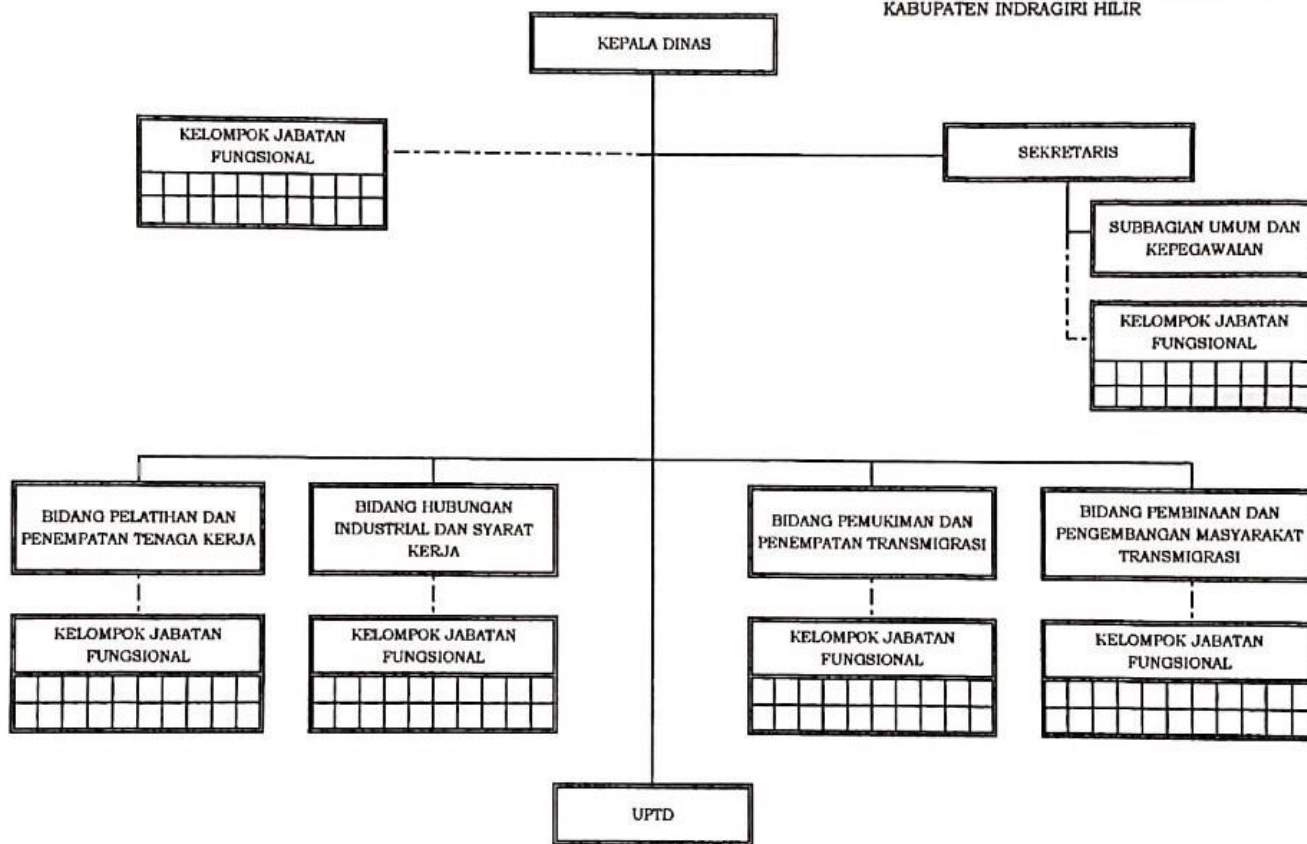 KABUPATEN INDRAGIRI HILIR
KEPALA DINAS
KELOMPOK JABATAN
FUNGSIONAL
SEKRETARIS
SUBBAGIAN UMUM DAN
KEPEGAWAIAN
KELOMPOK JABATAN
FUNGSIONAL
BIDANG PELATIHAN DAN
PENEMPATAN TENAGA KERJA
BIDANG HUBUNGAN
INDUSTRIAL DAN SYARAT
KERJA
BIDANG PEMUKIMAN DAN
PENEMPATAN TRANSMIGRASI
BIDANG PEMBINAAN DAN
PENGEMBANGAN MASYARAKAT
TRANSMIGRASI
KELOMPOK JABATAN
FUNGSIONAL
KELOMPOK JABATAN
FUNGSIONAL
KELOMPOK JABATAN
FUNGSIONAL
KELOMPOK JABATAN
FUNGSIONAL
UPTD